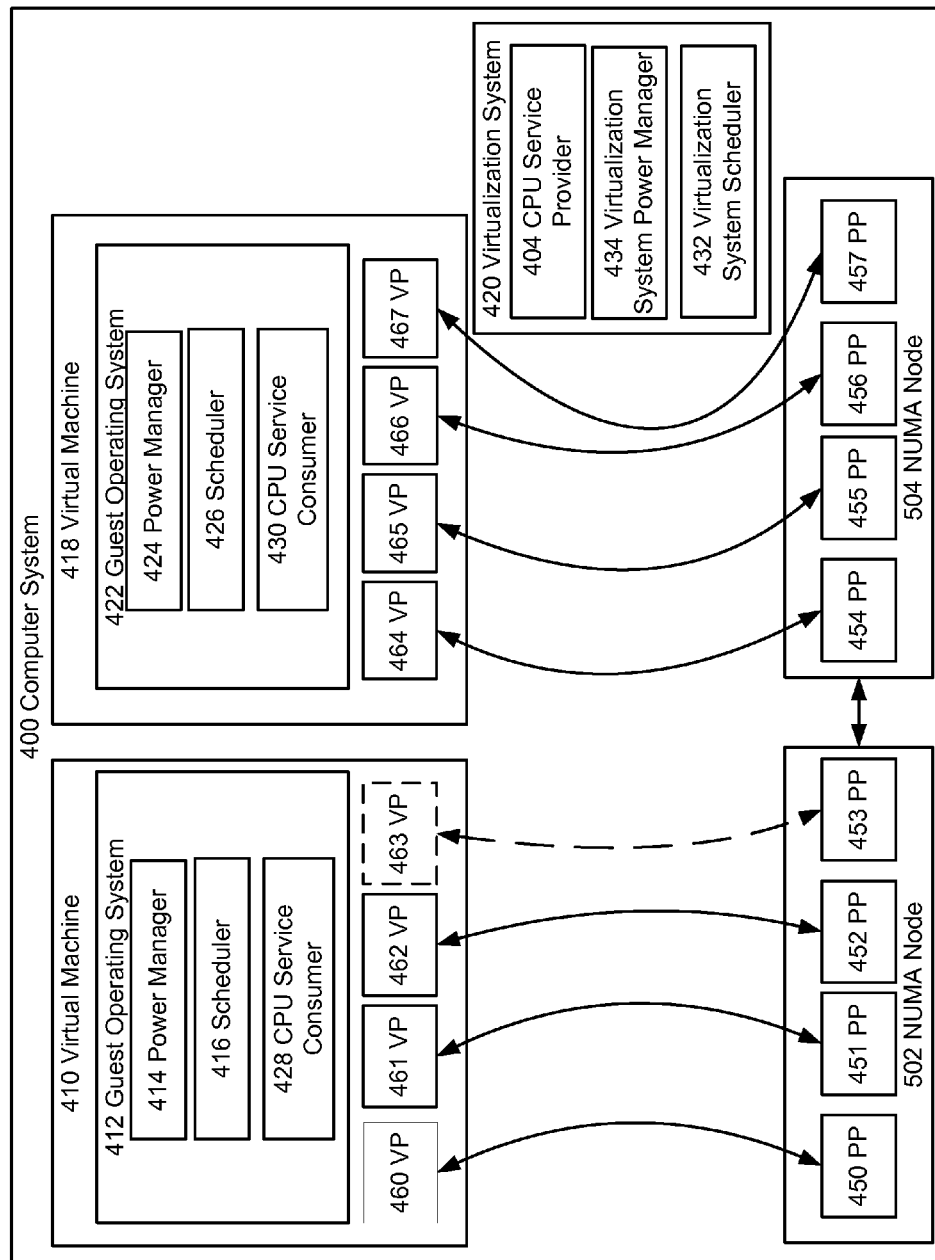 400 Computer System
410 Virtual Machine
412 Guest Operating System
414 Power Manager
416 Scheduler
428 CPU Service
Consumer
460 VP
461 VP
462 VP
463 VP
418 Virtual Machine
422 Guest Operating System
424 Power Manager
426 Scheduler
430 CPU Service
Consumer
464 VP
465 VP
466 VP
467 VP
420 Virtualization System
404 CPU Service
Provider
434 Virtualization
System Power Manager
432 Virtualization
System Scheduler
450 PP
451 PP
452 PP
453 PP
502 NUMA Node
454 PP
455 PP
456 PP
457 PP
504 NUMA Node